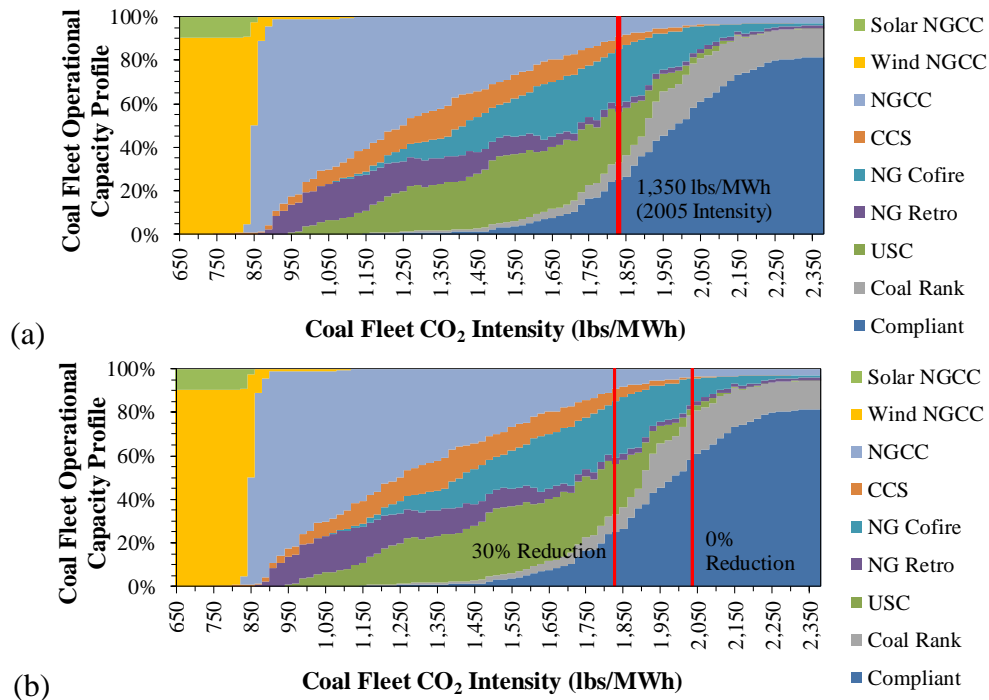 100%
80%
60%
40%
20%
0%
Coal Fleet Operational
Capacity Profile
1,350 lbs/MWh
(2005 Intensity)
650
750
850
950
1,050
1,150
1,250
1,350
1,450
1,550
1,650
1,750
1,850
1,950
2,050
2,150
2,250
2,350
Coal Fleet CO₂ Intensity (lbs/MWh)
Solar NGCC
Wind NGCC
NGCC
CCS
NG Cofire
NG Retro
USC
Coal Rank
Compliant
(a)
100%
80%
60%
40%
20%
0%
Coal Fleet Operational
Capacity Profile
30% Reduction
0%
Reduction
650
750
850
950
1,050
1,150
1,250
1,350
1,450
1,550
1,650
1,750
1,850
1,950
2,050
2,150
2,250
2,350
Coal Fleet CO₂ Intensity (lbs/MWh)
Solar NGCC
Wind NGCC
NGCC
CCS
NG Cofire
NG Retro
USC
Coal Rank
Compliant
(b)